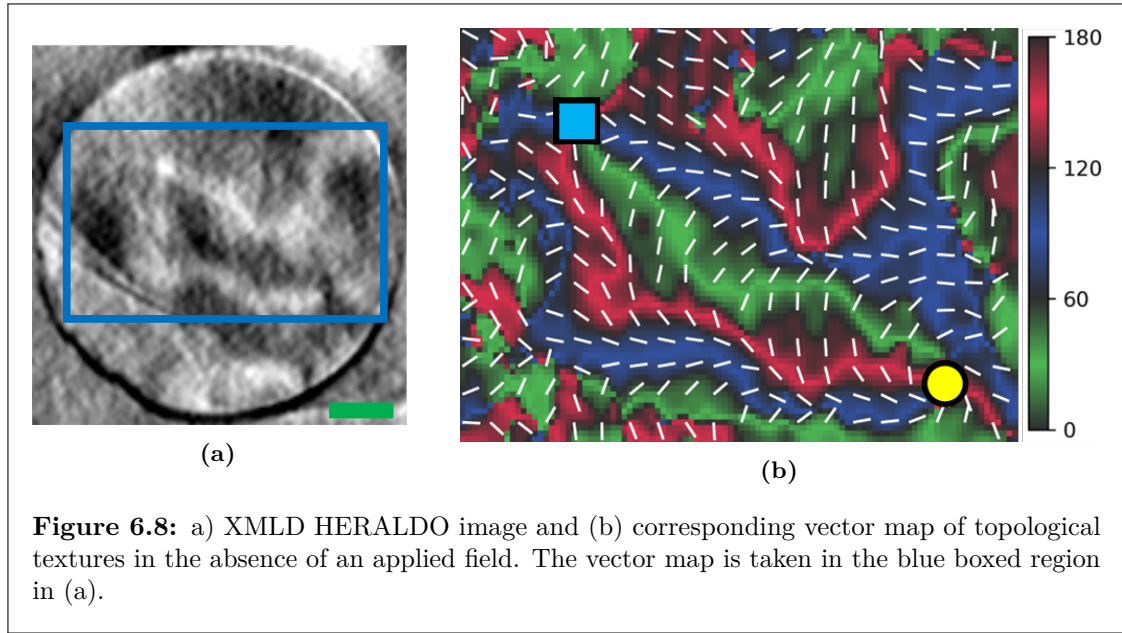 180
120
60
0
(a)
(b)
Figure 6.8: a) XMLD HERALDO image and (b) corresponding vector map of topological
textures in the absence of an applied field. The vector map is taken in the blue boxed region
in (a).